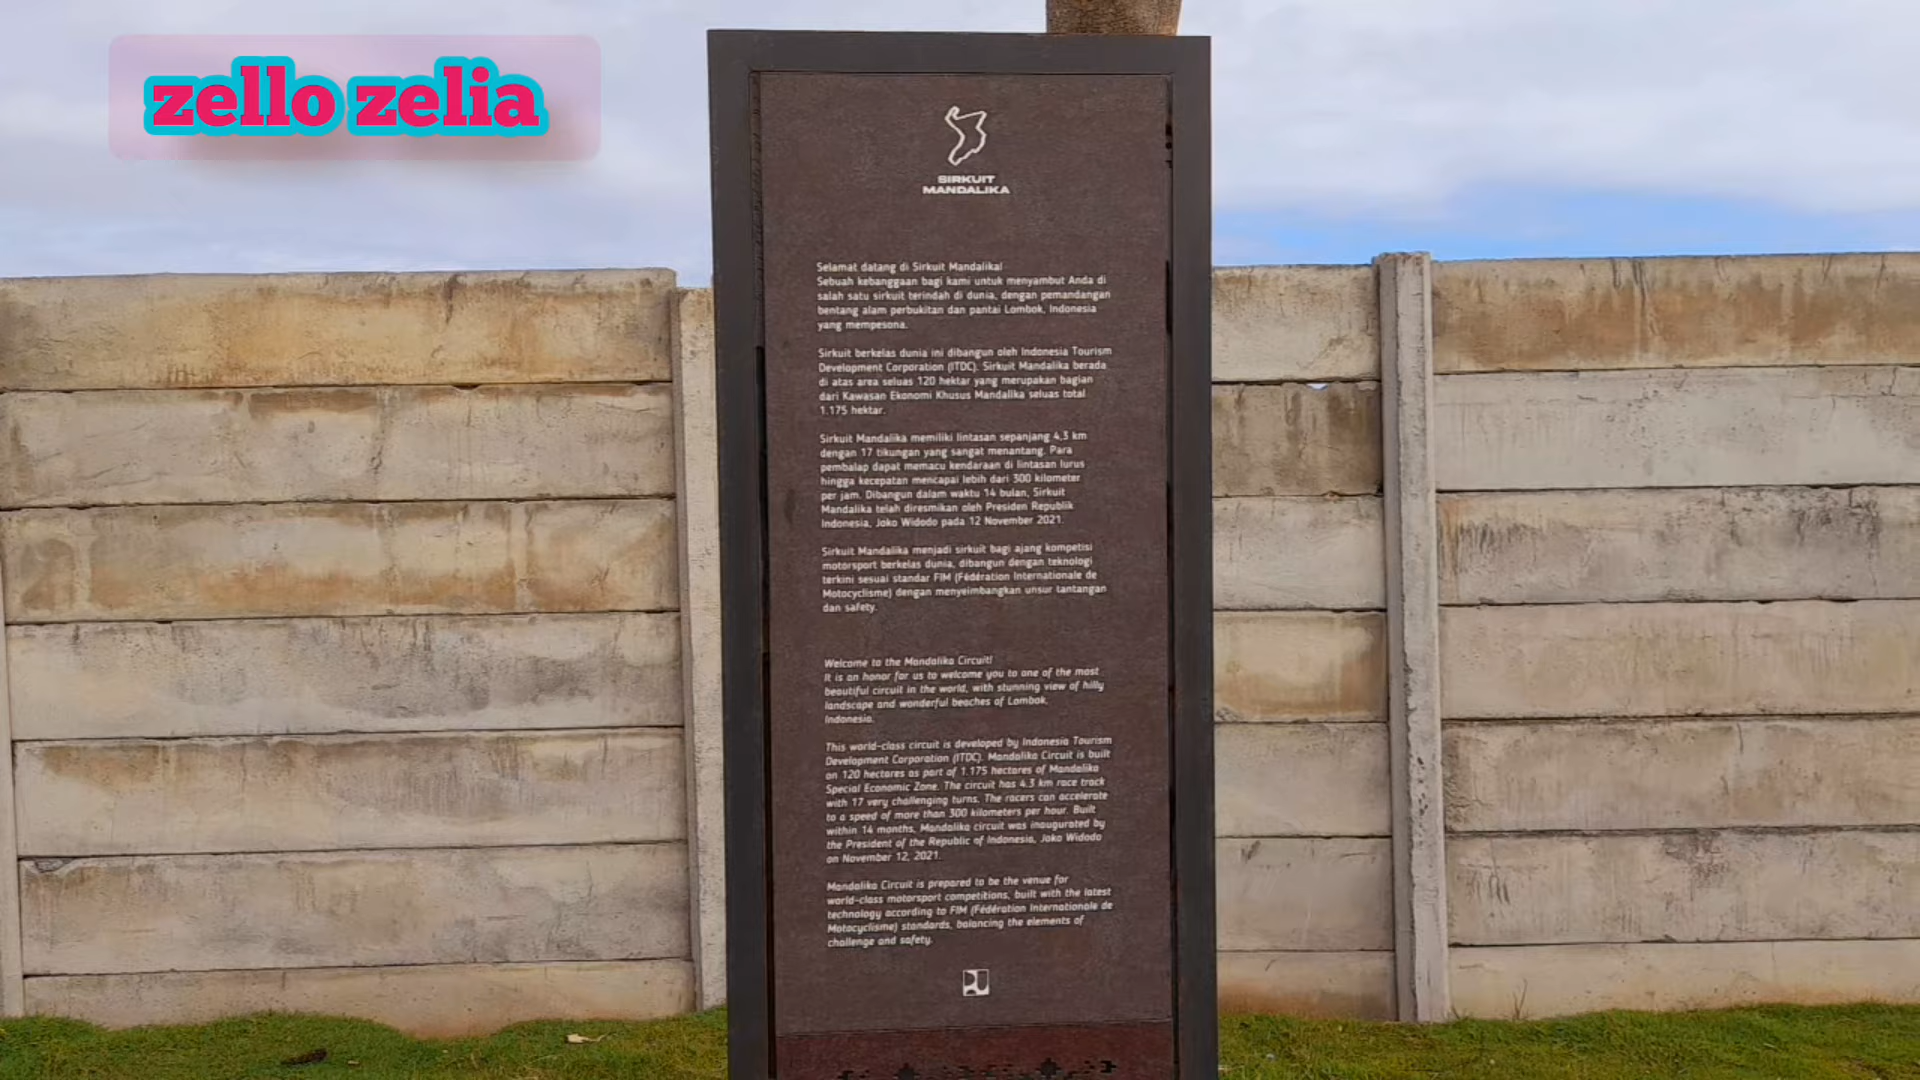 zello zelia
SIRKUIT
MANDALIKA
Selamat datang di Sirkuit Mandalika!
Sebuah kebanggaan bagi kami untuk menyambut Anda di
salah satu sirkuit terindah di dunia, dengan pemandangan
bentang alam perbukitan dan pantai Lombok, Indonesia
yang mempesona.
Sirkuit berkelas dunia ini dibangun oleh Indonesia Tourism
Development Corporation (ITDC). Sirkuit Mandalika berada
di atas area seluas 120 hektar yang merupakan bagian
dari Kawasan Ekonomi Khusus Mandalika seluas total
1.175 hektar.
Sirkuit Mandalika memiliki lintasan sepanjang 4,3 km
dengan 17 tikungan yang sangat menantang. Para
pembalap dapat memacu kendaraan di lintasan lurus
hingga kecepatan mencapai lebih dari 300 kilometer
per jam. Dibangun dalam waktu 14 bulan, Sirkuit
Mandalika telah diresmikan oleh Presiden Republik
Indonesia, Joko Widodo pada 12 November 2021.
Sirkuit Mandalika menjadi sirkuit bagi ajang kompetisi
motorsport berkelas dunia, dibangun dengan teknologi
terkini sesuai standar FIM (Fédération Internationale de
Motocyclisme) dengan menyeimbangkan unsur tantangan
dan safety.
Welcome to the Mandalika Circuit!
It is an honor for us to welcome you to one of the most
beautiful circuit in the world, with stunning view of hilly
landscape and wonderful beaches of Lombok,
Indonesia.
This world-class circuit is developed by Indonesia Tourism
Development Corporation (ITDC). Mandalika Circuit is built
on 120 hectares as part of 1.175 hectares of Mandalika
Special Economic Zone. The circuit has 4.3 km race track
with 17 very challenging turns. The racers can accelerate
to a speed of more than 300 kilometers per hour. Built
within 14 months, Mandalika circuit was inaugurated by
the President of the Republic of Indonesia, Joko Widodo
on November 12, 2021.
Mandalika Circuit is prepared to be the venue for
world-class motorsport competitions, built with the latest
technology according to FIM (Fédération Internationale de
Motocyclisme) standards, balancing the elements of
challenge and safety.